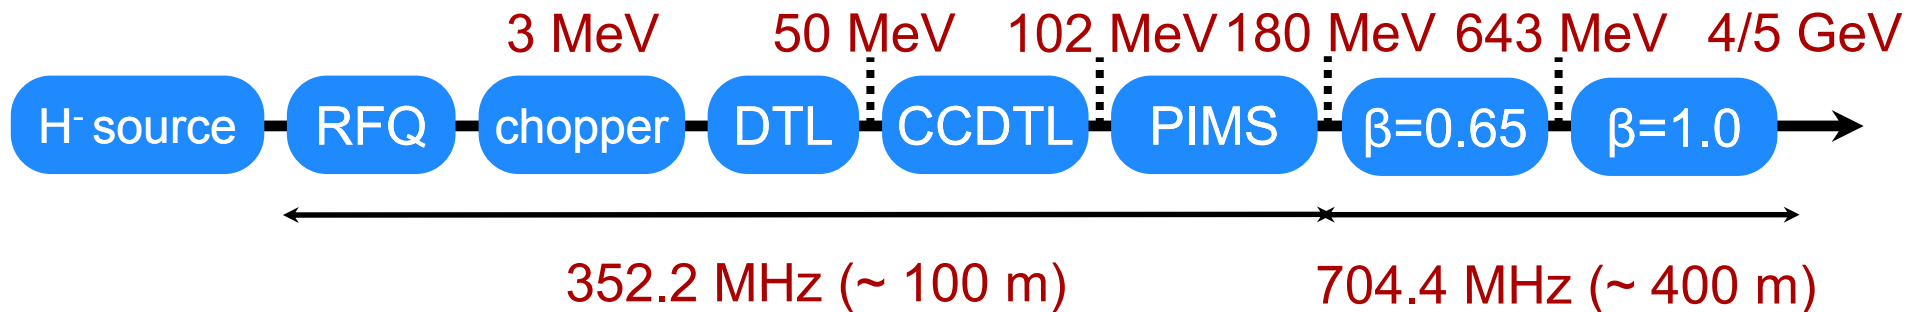 3 MeV 50 MeV 102 MeV 180 MeV 643 MeV 4/5 GeV
H⁻ source RFQ chopper DTL CCDTL PIMS β=0.65 β=1.0
352.2 MHz (~ 100 m) 704.4 MHz (~ 400 m)